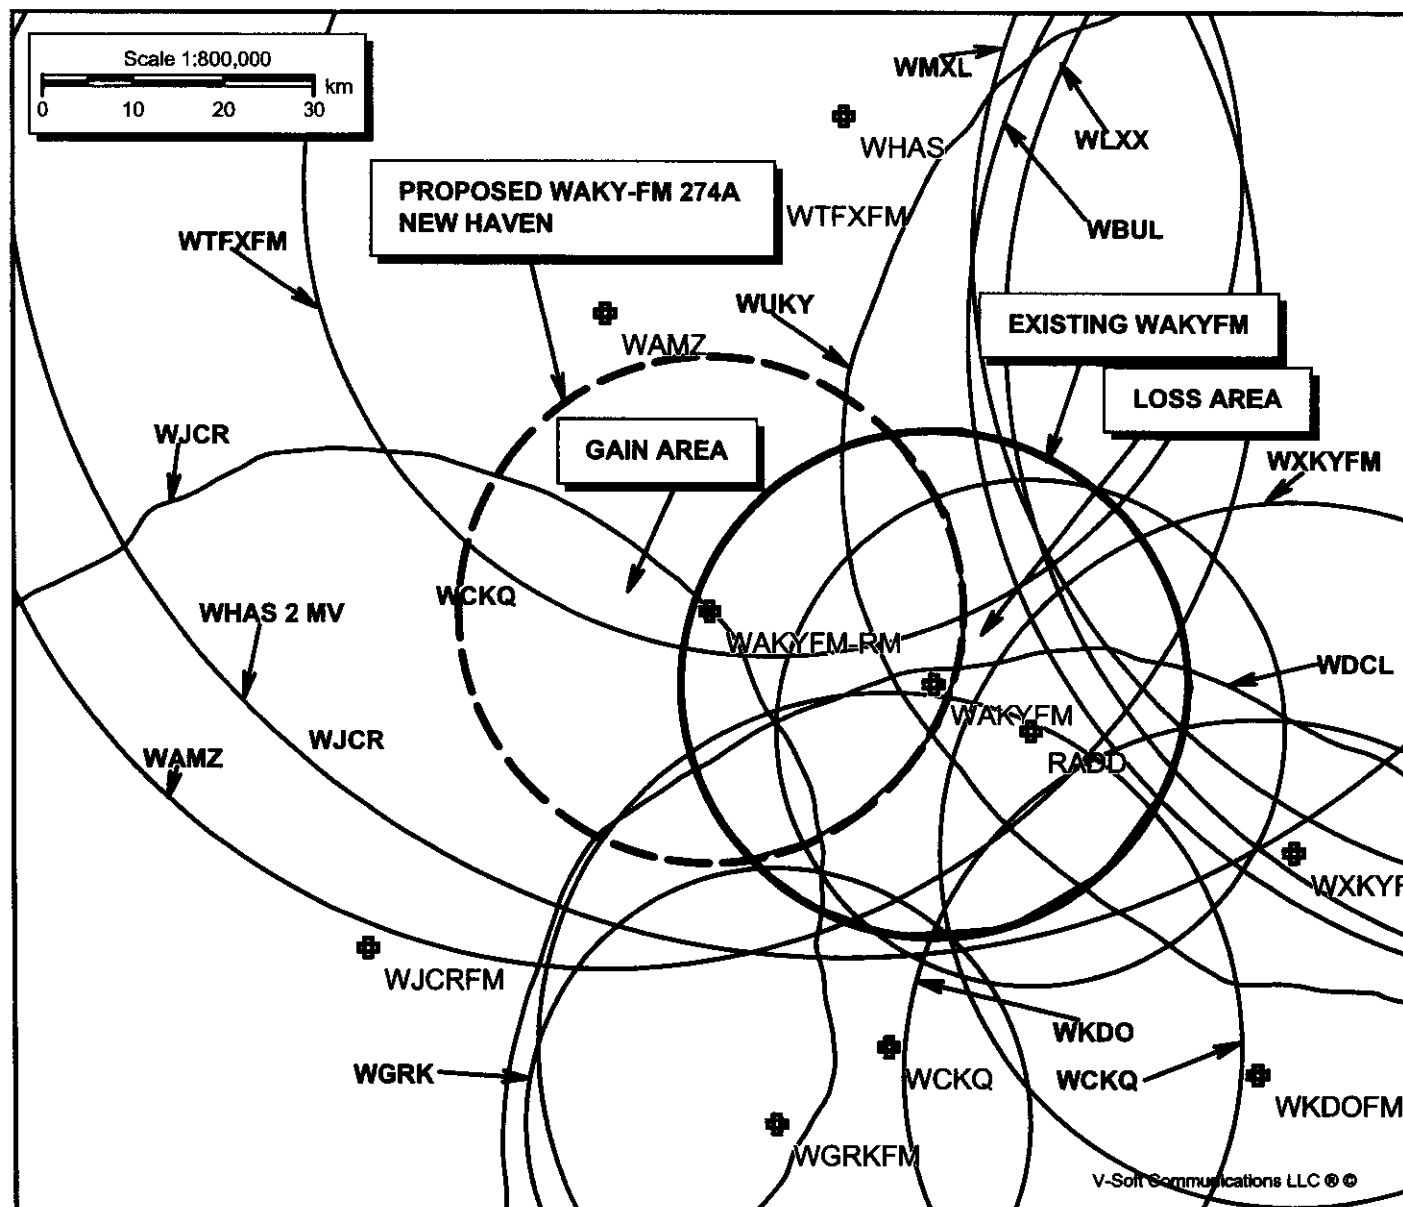 Scale 1:800,000
km
0 10 20 30
WMXL
WHAS
WLXX
PROPOSED WAKY-FM 274A
NEW HAVEN
WTFXFM
WTFXFM
WBUL
WUKY
EXISTING WAKYFM
WAMZ
LOSS AREA
WJCR
GAIN AREA
WXKYFM
WCKQ
WHAS 2 MV
WAKYFM-RM
WDCL
WAKYFM
WJCR
WAMZ
RADD
WXKYF
WJCRFM
WKDO
WGRK
WCKQ
WCKQ
WKDOFM
WGRKFM
V-Soft Communications LLC ® ©